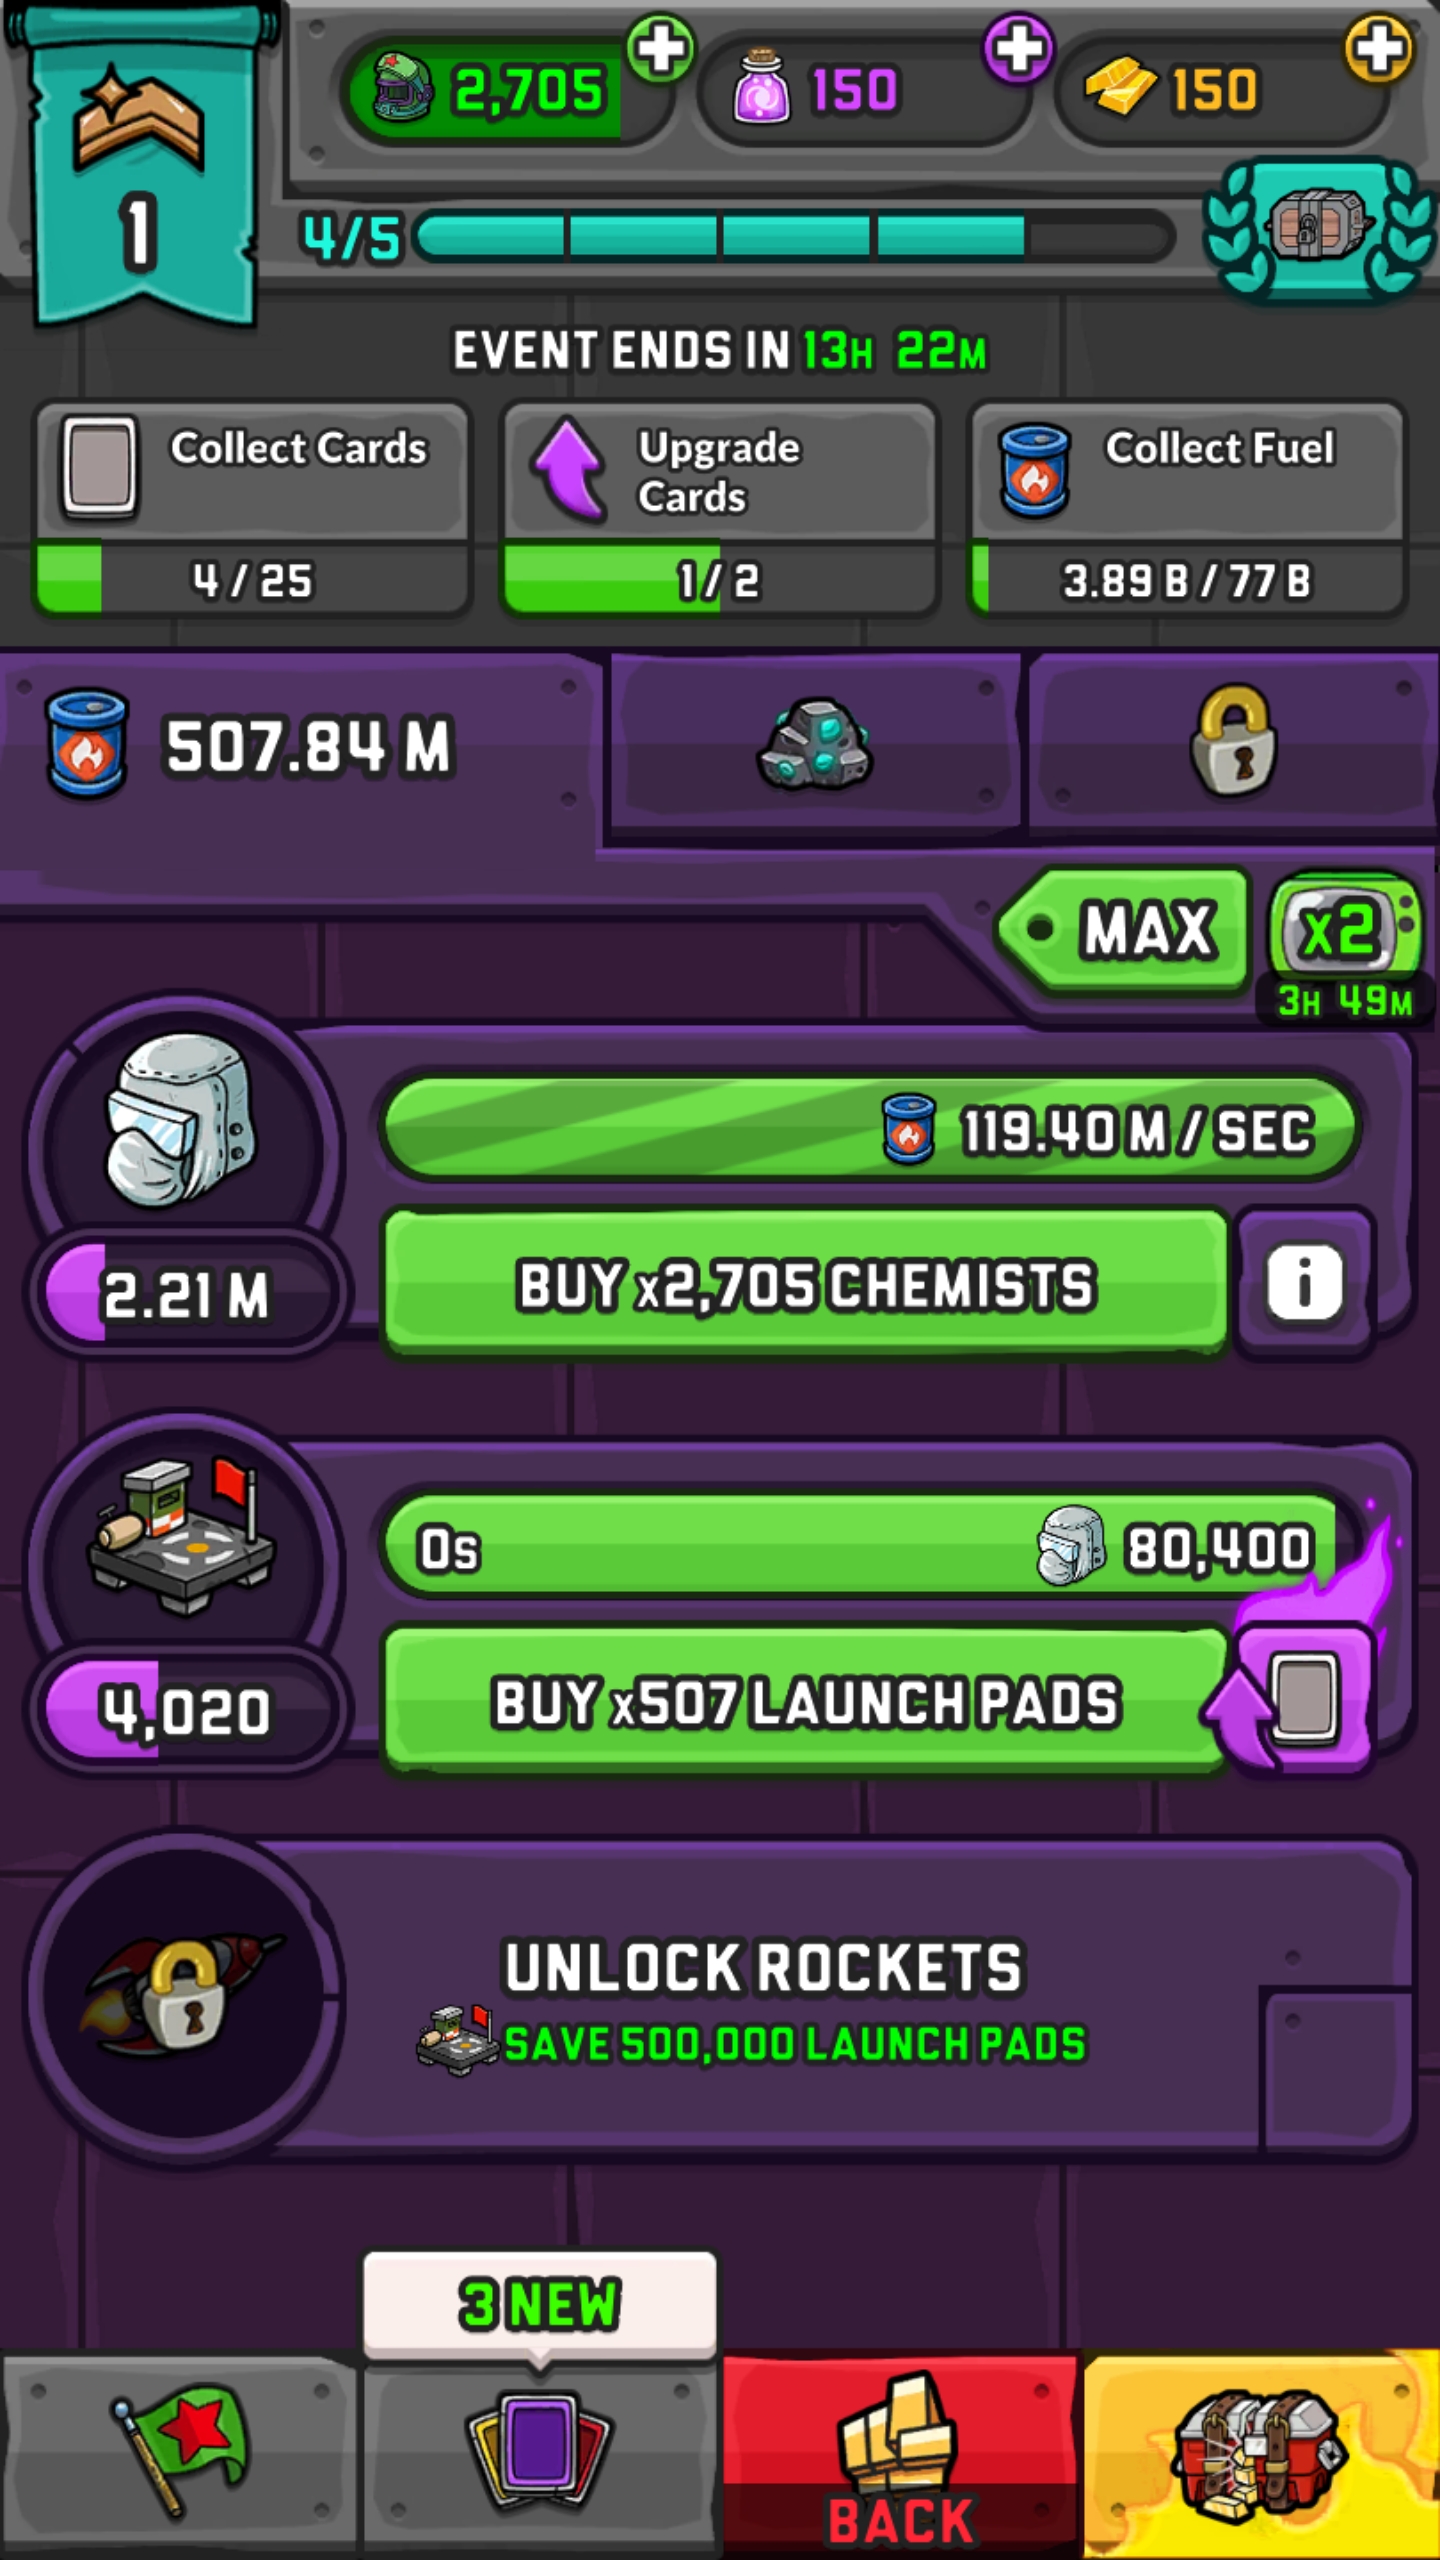 2,705
150
150
1
4/5
EVENT ENDS IN 13H 22M
Collect Cards
4 / 25
Upgrade
Cards
1 / 2
Collect Fuel
3.89 B / 77 B
507.84 M
MAX
x2
3H 49M
119.40 M / SEC
2.21 M
BUY x2,705 CHEMISTS
i
0s
80,400
4,020
BUY x507 LAUNCH PADS
UNLOCK ROCKETS
SAVE 500,000 LAUNCH PADS
3 NEW
BACK